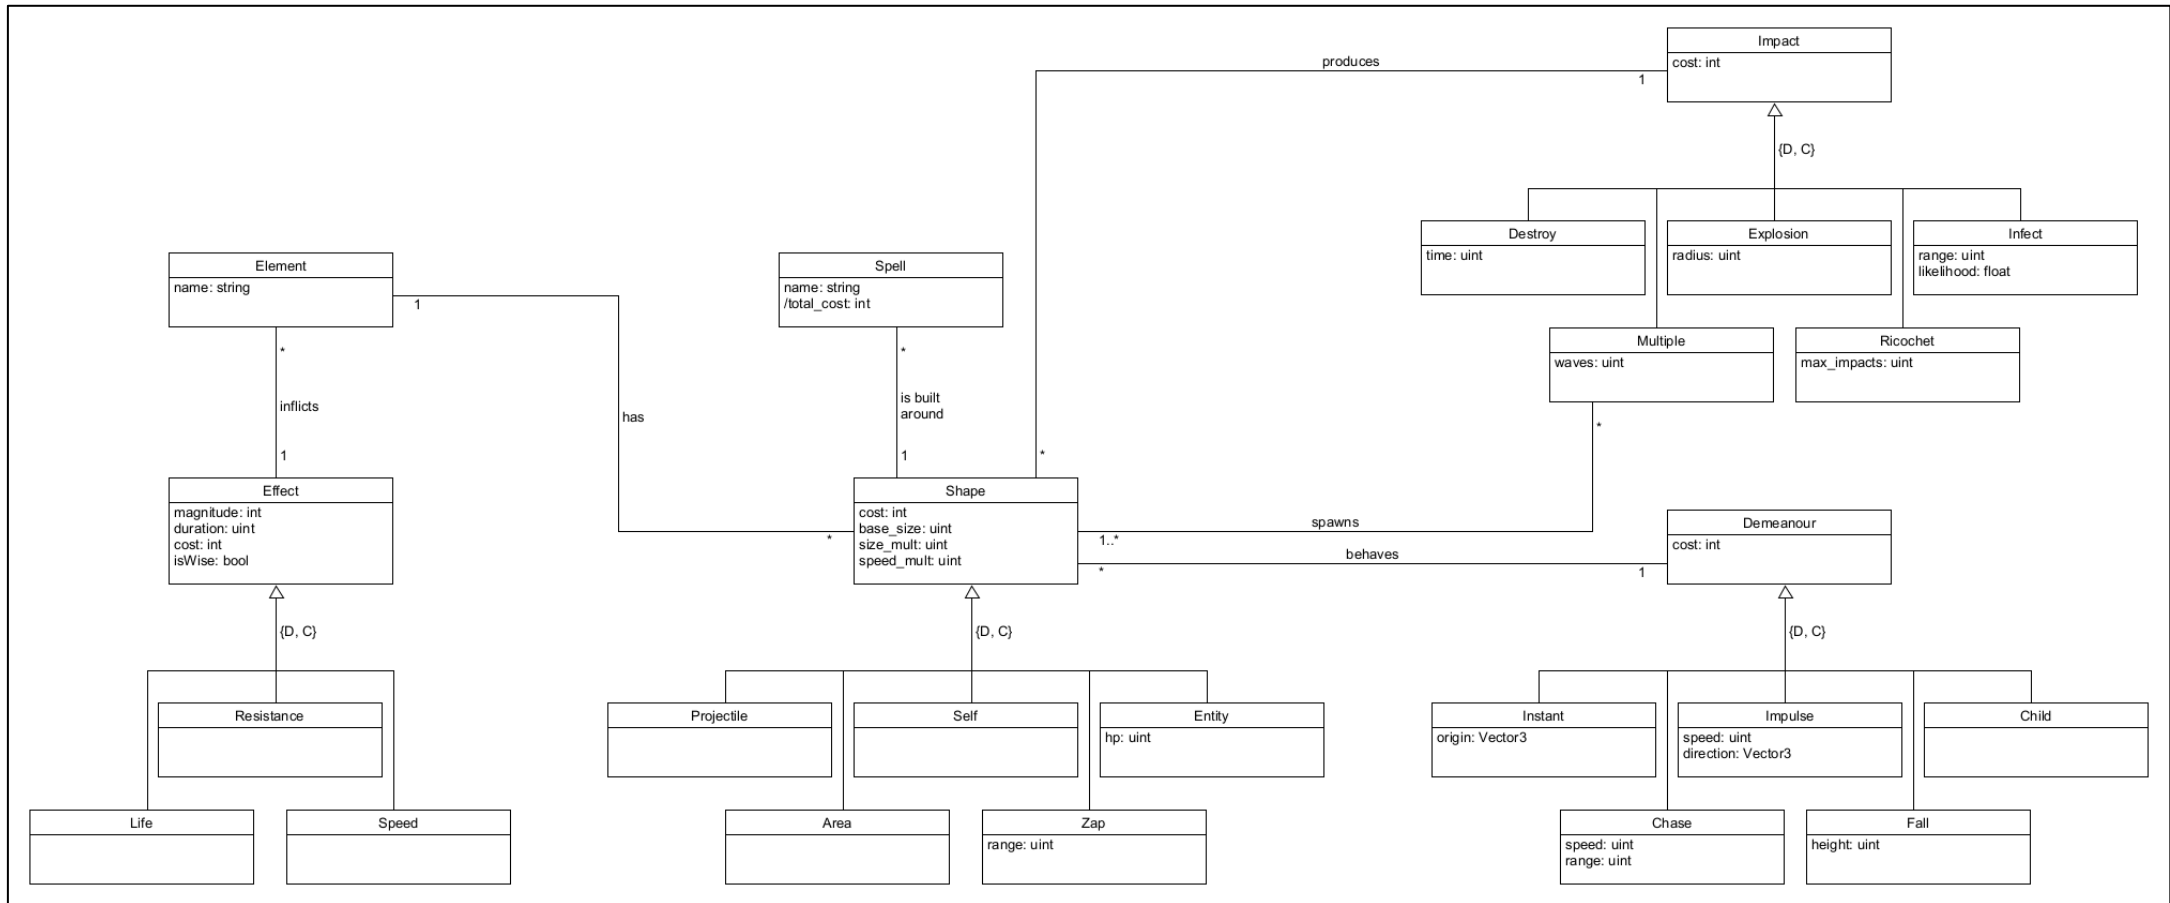 Impact
cost: int
produces
1
{D, C}
Destroy
time: uint
Explosion
radius: uint
Infect
range: uint
likelihood: float
Element
name: string
1
Spell
name: string
/total_cost: int
Multiple
waves: uint
Ricochet
max_impacts: uint
*
inflicts
1
has
*
is built
around
1
*
*
Effect
magnitude: int
duration: uint
cost: int
isWise: bool
*
Shape
cost: int
base_size: uint
size_mult: uint
speed_mult: uint
spawns
1..*
behaves
*
1
Demeanour
cost: int
{D, C}
{D, C}
{D, C}
Resistance
Projectile
Self
Entity
hp: uint
Instant
origin: Vector3
Impulse
speed: uint
direction: Vector3
Child
Life
Speed
Area
Zap
range: uint
Chase
speed: uint
range: uint
Fall
height: uint